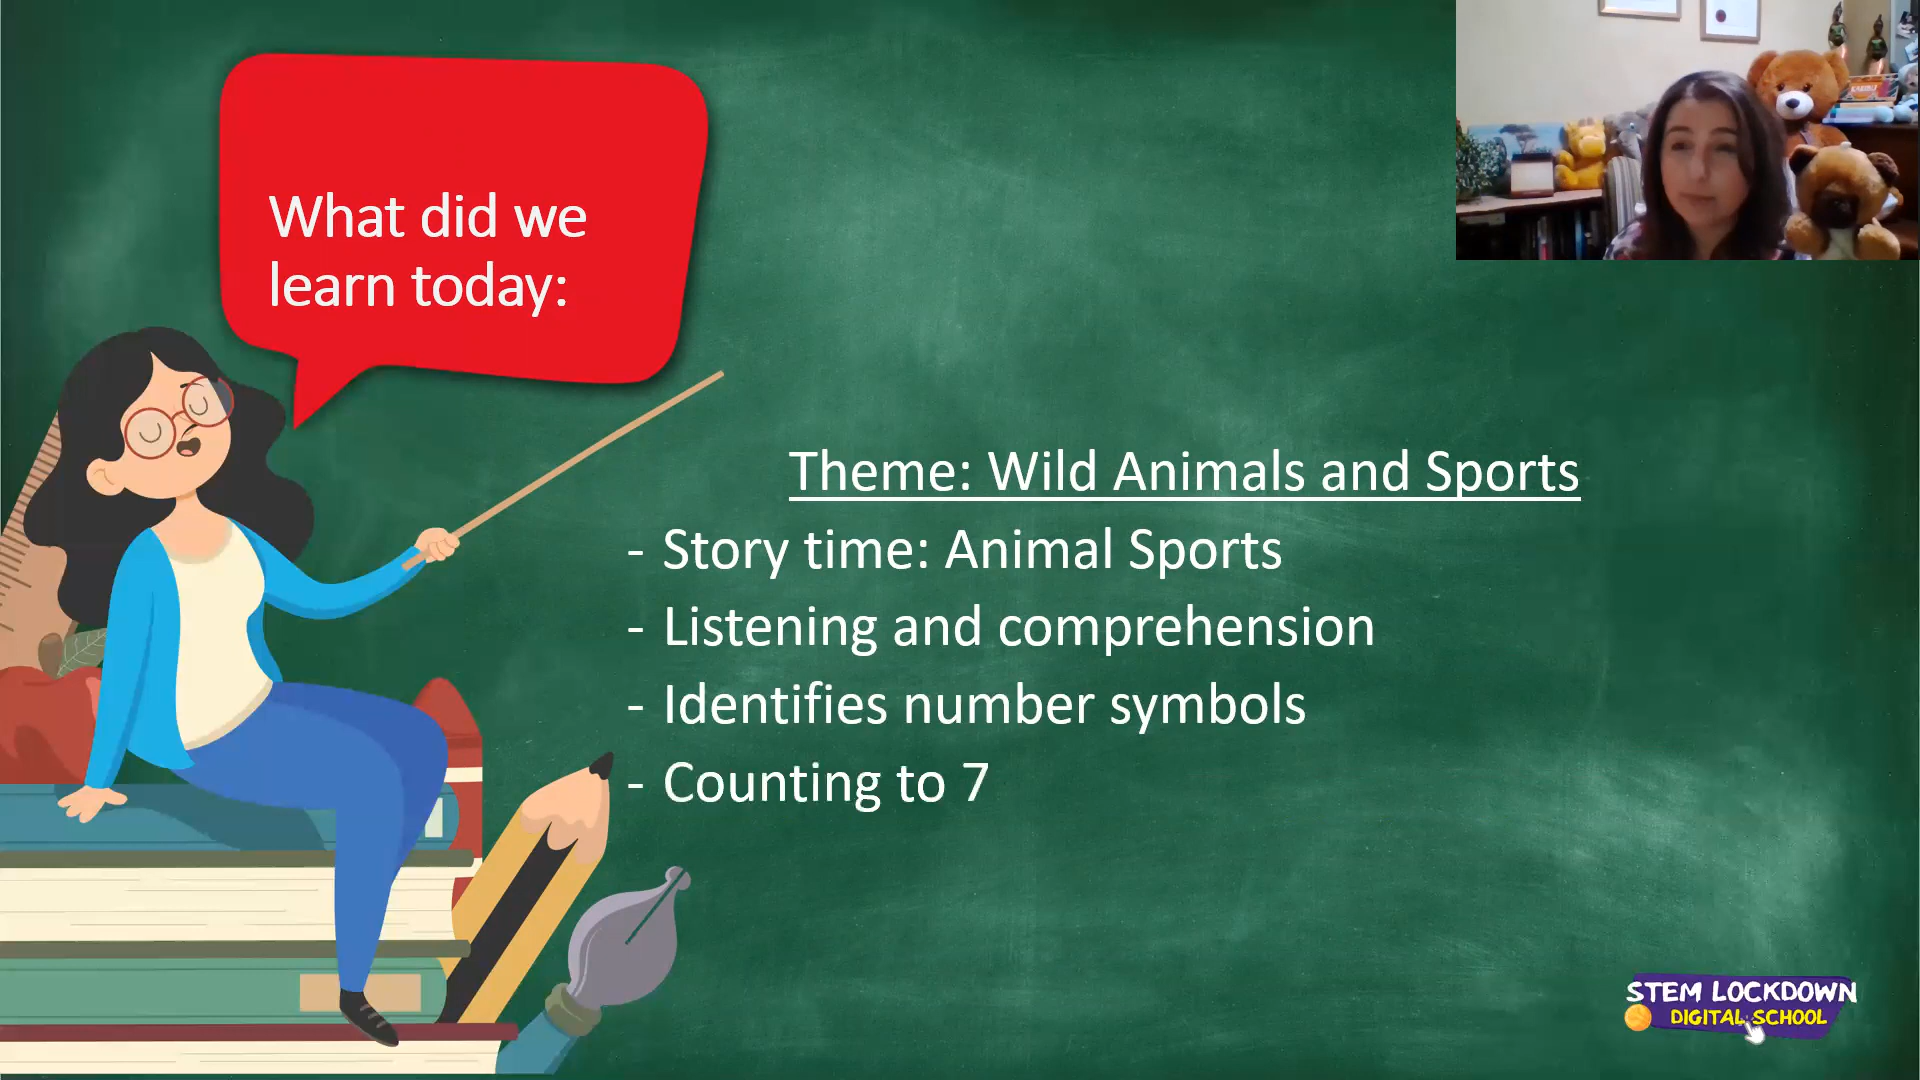 What did we
learn today:
Theme: Wild Animals and Sports
- Story time: Animal Sports
- Listening and comprehension
- Identifies number symbols
- Counting to 7
STEM LOCKDOWN
DIGITAL SCHOOL